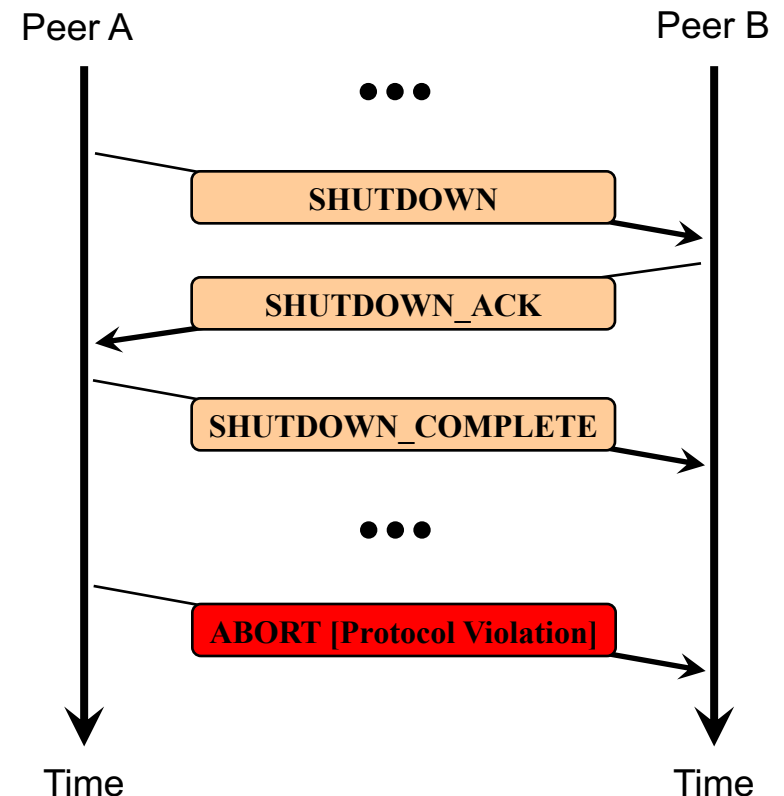 Peer A
Peer B
•••
SHUTDOWN
SHUTDOWN_ACK
SHUTDOWN_COMPLETE
•••
ABORT [Protocol Violation]
Time
Time